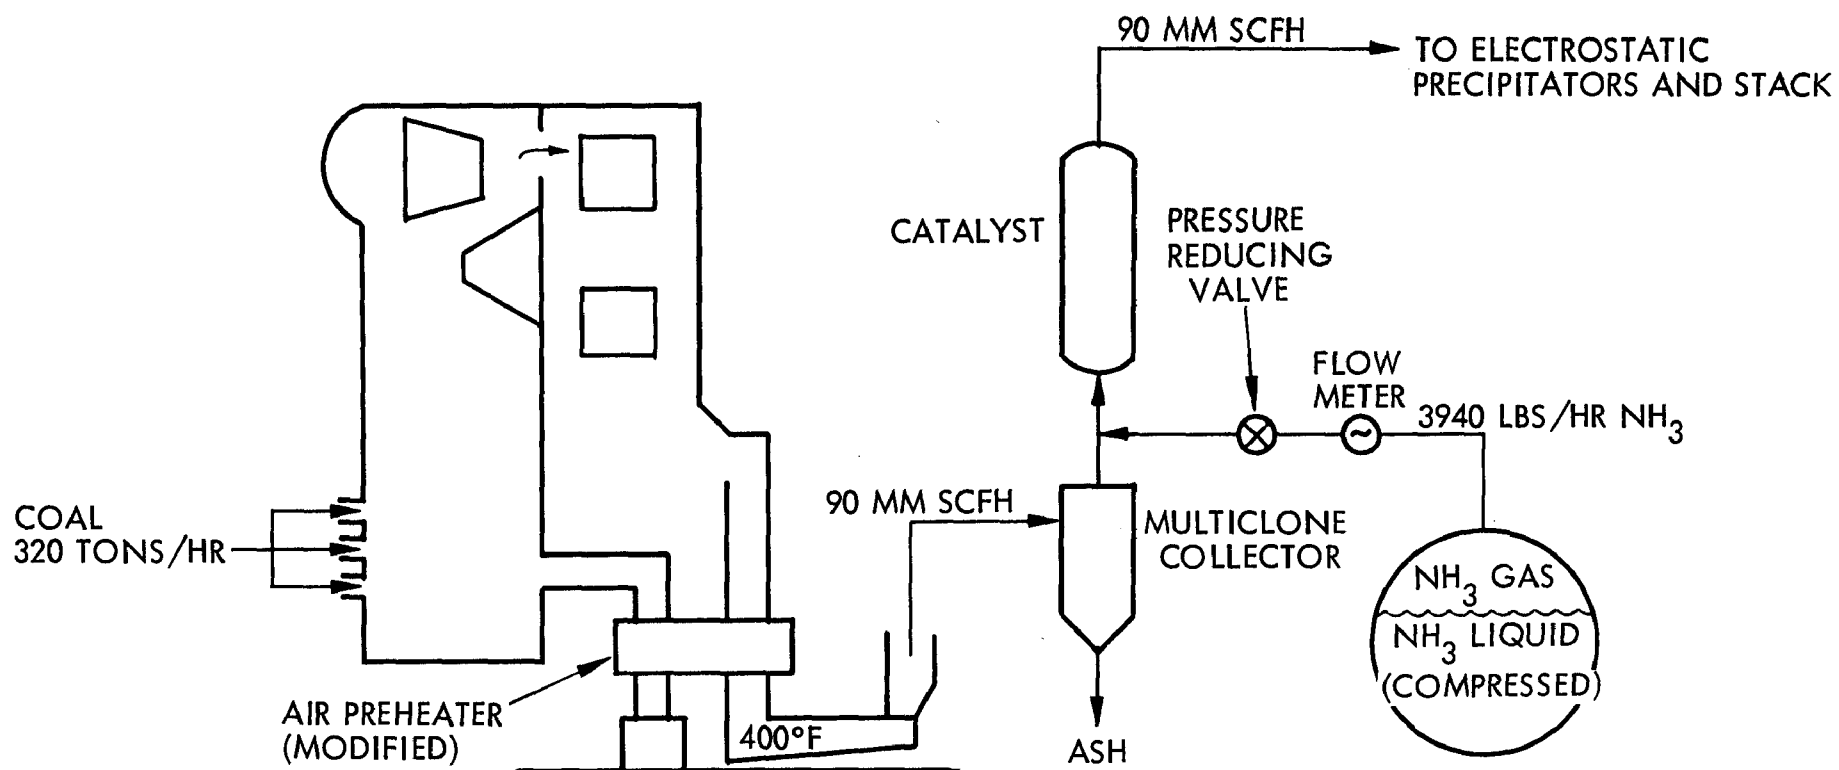 90 MM SCFH
TO ELECTROSTATIC
PRECIPITATORS AND STACK
CATALYST
PRESSURE
REDUCING
VALVE
FLOW
METER
3940 LBS/HR NH₃
90 MM SCFH
COAL
320 TONS/HR
MULTICLONE
COLLECTOR
NH₃ GAS
NH₃ LIQUID
(COMPRESSED)
AIR PREHEATER
(MODIFIED)
400°F
ASH